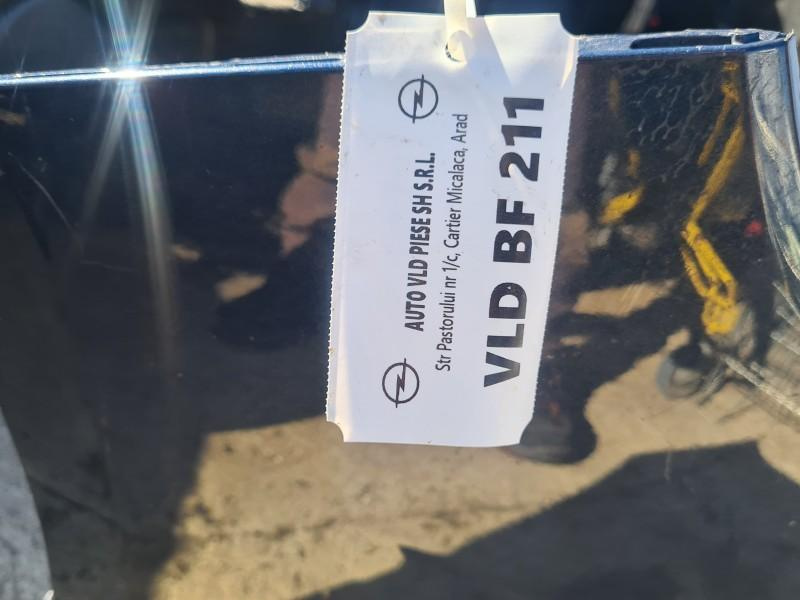 AUTO VLD PIESE SH S.R.L.
Str Pastorului nr 1/c, Cartier Micalaca, Arad
VLD BF 211